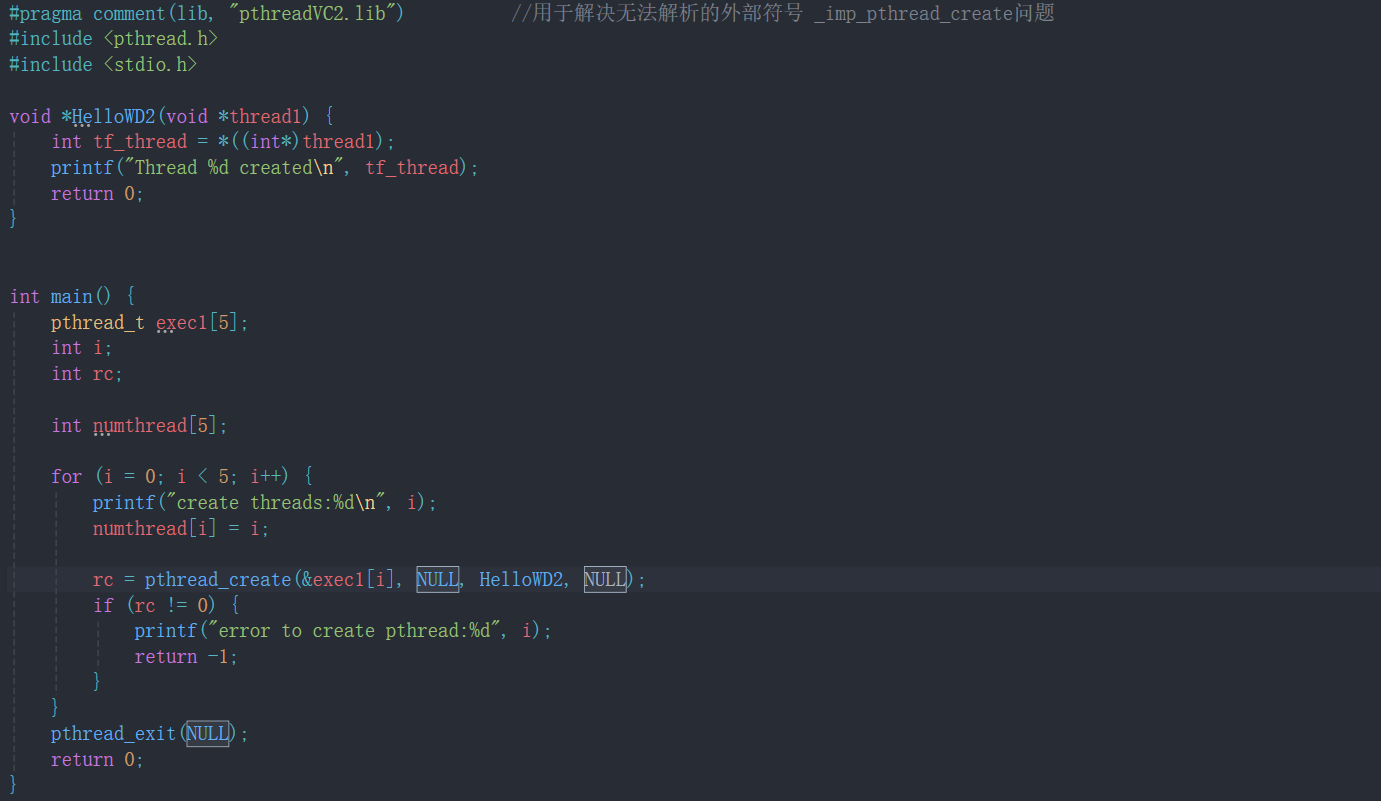 #pragma comment(lib, "pthreadVC2.lib")          //用于解决无法解析的外部符号 _imp_pthread_create问题
#include <pthread.h>
#include <stdio.h>
void *HelloWD2(void *thread1) {
    int tf_thread = *((int*)thread1);
    printf("Thread %d created\n", tf_thread);
    return 0;
}
int main() {
    pthread_t exec1[5];
    int i;
    int rc;
    int numthread[5];
    for (i = 0; i < 5; i++) {
        printf("create threads:%d\n", i);
        numthread[i] = i;
        rc = pthread_create(&exec1[i], NULL, HelloWD2, NULL);
        if (rc != 0) {
            printf("error to create pthread:%d", i);
            return -1;
        }
    }
    pthread_exit(NULL);
    return 0;
}